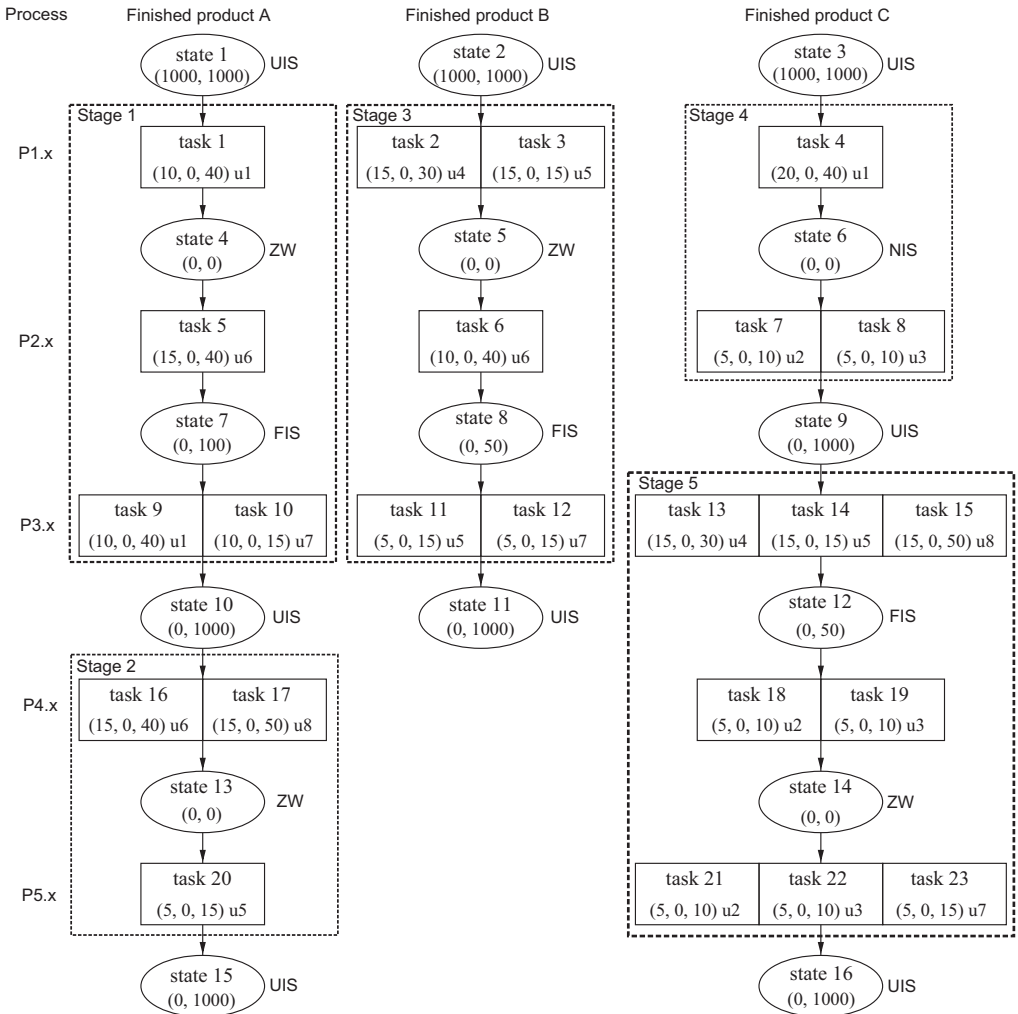 Process Finished product A Finished product B Finished product C
state 1
(1000, 1000)
UIS
state 2
(1000, 1000)
UIS
state 3
(1000, 1000)
UIS
Stage 1
Stage 3
Stage 4
P1.x
task 1
(10, 0, 40) u1
task 2
(15, 0, 30) u4
task 3
(15, 0, 15) u5
task 4
(20, 0, 40) u1
state 4
(0, 0)
ZW
state 5
(0, 0)
ZW
state 6
(0, 0)
NIS
P2.x
task 5
(15, 0, 40) u6
task 6
(10, 0, 40) u6
task 7
(5, 0, 10) u2
task 8
(5, 0, 10) u3
state 7
(0, 100)
FIS
state 8
(0, 50)
FIS
state 9
(0, 1000)
UIS
Stage 5
P3.x
task 9
(10, 0, 40) u1
task 10
(10, 0, 15) u7
task 11
(5, 0, 15) u5
task 12
(5, 0, 15) u7
task 13
(15, 0, 30) u4
task 14
(15, 0, 15) u5
task 15
(15, 0, 50) u8
state 10
(0, 1000)
UIS
state 11
(0, 1000)
UIS
state 12
(0, 50)
FIS
Stage 2
P4.x
task 16
(15, 0, 40) u6
task 17
(15, 0, 50) u8
task 18
(5, 0, 10) u2
task 19
(5, 0, 10) u3
state 13
(0, 0)
ZW
state 14
(0, 0)
ZW
P5.x
task 20
(5, 0, 15) u5
task 21
(5, 0, 10) u2
task 22
(5, 0, 10) u3
task 23
(5, 0, 15) u7
state 15
(0, 1000)
UIS
state 16
(0, 1000)
UIS